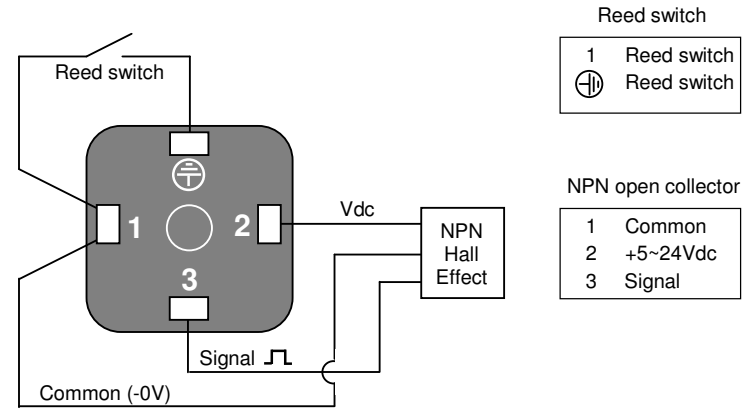 Reed switch
1 Reed switch
Reed switch
Reed switch
1
2
3
Vdc
NPN
Hall
Effect
NPN open collector
1 Common
2 +5~24Vdc
3 Signal
Signal
Common (-0V)